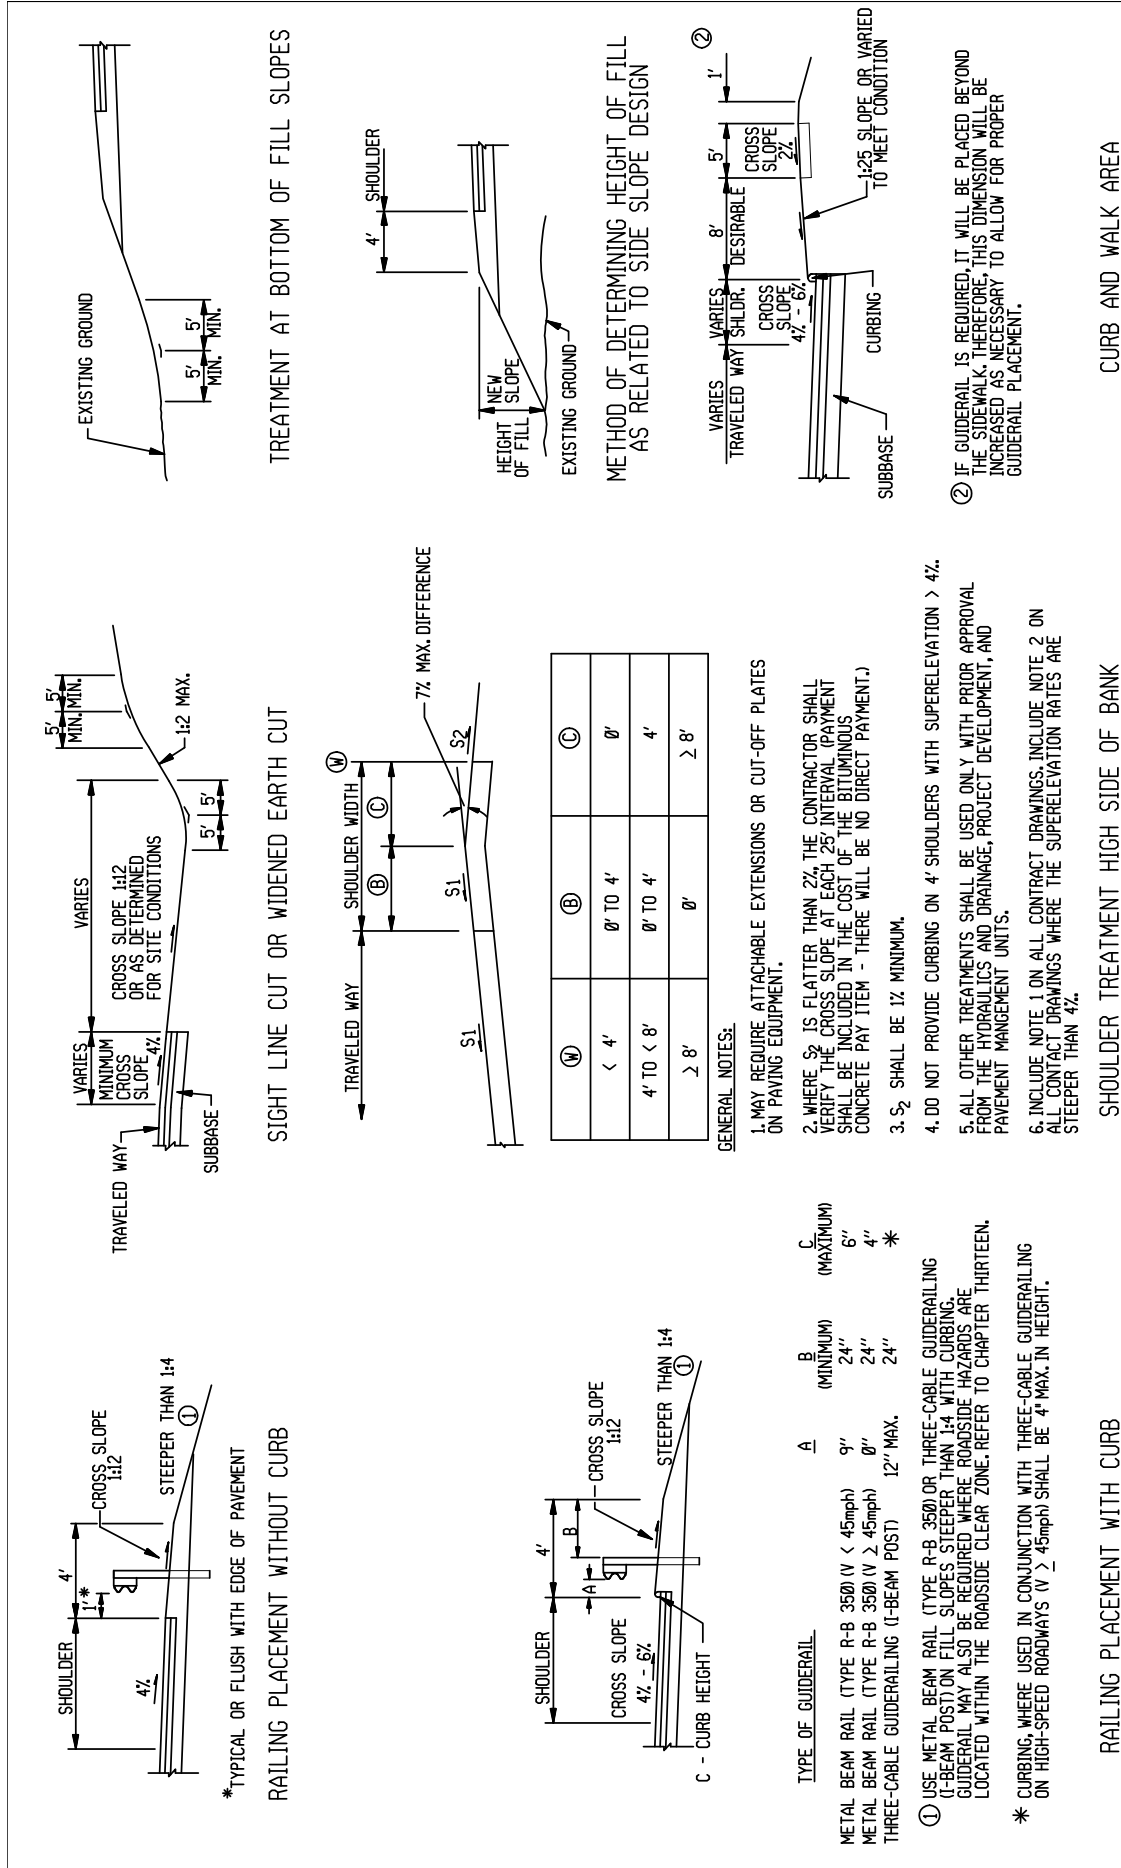 SHOULDER
4'
1'*
CROSS SLOPE
1:12
4%
STEEPER THAN 1:4
①
*TYPICAL OR FLUSH WITH EDGE OF PAVEMENT
RAILING PLACEMENT WITHOUT CURB
TRAVELED WAY
VARIES
MINIMUM
CROSS
SLOPE
4%
SUBBASE
VARIES
CROSS SLOPE 1:12
OR AS DETERMINED
FOR SITE CONDITIONS
5'
5'
5'
MIN.
5'
MIN.
1:2 MAX.
SIGHT LINE CUT OR WIDENED EARTH CUT
EXISTING GROUND
5'
MIN.
5'
MIN.
TREATMENT AT BOTTOM OF FILL SLOPES
SHOULDER
4'
A
B
CROSS SLOPE
4% - 6%
CROSS SLOPE
1:12
STEEPER THAN 1:4
①
C - CURB HEIGHT
TYPE OF GUIDERAIL A B C
(MINIMUM) (MAXIMUM)
METAL BEAM RAIL (TYPE R-B 350) (V < 45mph) 9" 24" 6"
METAL BEAM RAIL (TYPE R-B 350) (V ≥ 45mph) 0" 24" 4"
THREE-CABLE GUIDERAILING (I-BEAM POST) 12" MAX. 24" *
① USE METAL BEAM RAIL (TYPE R-B 350) OR THREE-CABLE GUIDERAILING
(I-BEAM POST) ON FILL SLOPES STEEPER THAN 1:4 WITH CURBING.
GUIDERAIL MAY ALSO BE REQUIRED WHERE ROADSIDE HAZARDS ARE
LOCATED WITHIN THE ROADSIDE CLEAR ZONE. REFER TO CHAPTER THIRTEEN.
* CURBING, WHERE USED IN CONJUNCTION WITH THREE-CABLE GUIDERAILING
ON HIGH-SPEED ROADWAYS (V ≥ 45mph) SHALL BE 4" MAX. IN HEIGHT.
RAILING PLACEMENT WITH CURB
TRAVELED WAY
SHOULDER WIDTH
Ⓦ
Ⓑ
Ⓒ
S1
S1
S2
7% MAX. DIFFERENCE
Ⓦ Ⓑ Ⓒ
< 4' 0' TO 4' 0'
4' TO < 8' 0' TO 4' 4'
≥ 8' 0' ≥ 8'
GENERAL NOTES:
1. MAY REQUIRE ATTACHABLE EXTENSIONS OR CUT-OFF PLATES
ON PAVING EQUIPMENT.
2. WHERE S2 IS FLATTER THAN 2%, THE CONTRACTOR SHALL
VERIFY THE CROSS SLOPE AT EACH 25' INTERVAL (PAYMENT
SHALL BE INCLUDED IN THE COST OF THE BITUMINOUS
CONCRETE PAY ITEM - THERE WILL BE NO DIRECT PAYMENT.)
3. S2 SHALL BE 1% MINIMUM.
4. DO NOT PROVIDE CURBING ON 4' SHOULDERS WITH SUPERELEVATION > 4%.
5. ALL OTHER TREATMENTS SHALL BE USED ONLY WITH PRIOR APPROVAL
FROM THE HYDRAULICS AND DRAINAGE, PROJECT DEVELOPMENT, AND
PAVEMENT MANGEMENT UNITS.
6. INCLUDE NOTE 1 ON ALL CONTRACT DRAWINGS. INCLUDE NOTE 2 ON
ALL CONTACT DRAWINGS WHERE THE SUPERELEVATION RATES ARE
STEEPER THAN 4%.
SHOULDER TREATMENT HIGH SIDE OF BANK
4'
SHOULDER
HEIGHT
OF FILL
NEW
SLOPE
EXISTING GROUND
METHOD OF DETERMINING HEIGHT OF FILL
AS RELATED TO SIDE SLOPE DESIGN
VARIES
TRAVELED WAY
VARIES
SHLDR.
8'
DESIRABLE
5'
1'
②
CROSS
SLOPE
4% - 6%
CROSS
SLOPE
2%
1:25 SLOPE OR VARIED
TO MEET CONDITION
CURBING
SUBBASE
② IF GUIDERAIL IS REQUIRED, IT WILL BE PLACED BEYOND
THE SIDEWALK. THEREFORE, THIS DIMENSION WILL BE
INCREASED AS NECESSARY TO ALLOW FOR PROPER
GUIDERAIL PLACEMENT.
CURB AND WALK AREA